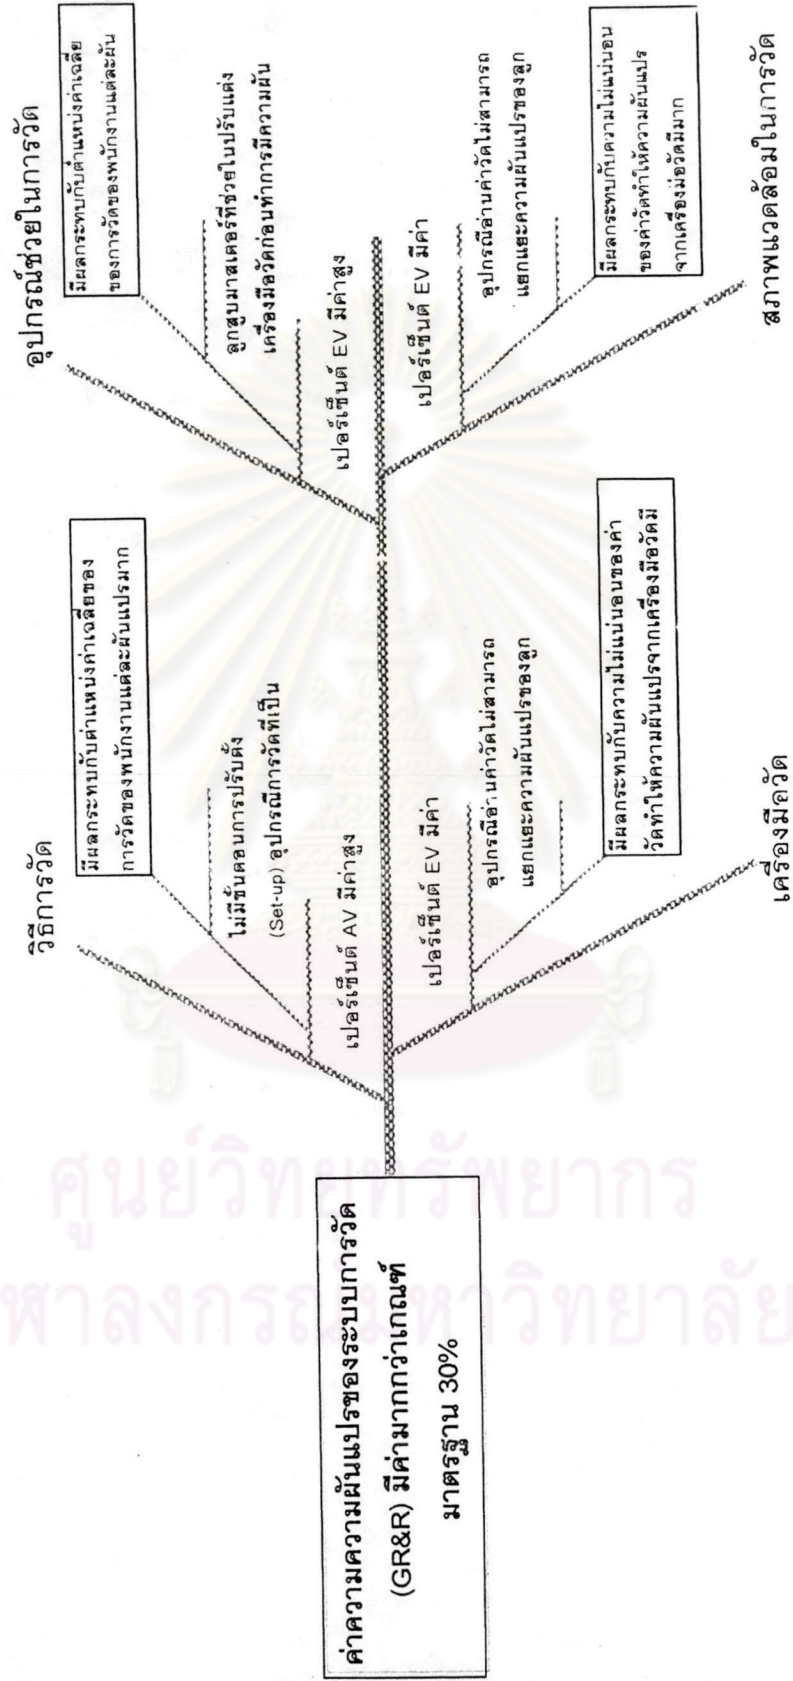 วิธีการวัด
อุปกรณ์ช่วยในการวัด
มีผลกระทบกับตำแหน่งค่าเฉลี่ยของ
การวัดของพนักงานแต่ละผันแปรมาก
ไม่มีขั้นตอนการปรับตั้ง
(Set-up) อุปกรณ์การวัดที่เป็น
เปอร์เซ็นต์ AV มีค่าสูง
มีผลกระทบกับตำแหน่งค่าเฉลี่ย
ของการวัดของพนักงานแต่ละผัน
ลูกสูบมาสเตอร์ที่ช่วยในปรับแต่ง
เครื่องมือวัดก่อนทำการมีความผัน
เปอร์เซ็นต์ EV มีค่าสูง
ค่าความความผันแปรของระบบการวัด
(GR&R) มีค่ามากกว่าเกณฑ์
มาตรฐาน 30%
เปอร์เซ็นต์ EV มีค่า
อุปกรณ์อ่านค่าวัดไม่สามารถ
แยกแยะความผันแปรของลูก
มีผลกระทบกับความไม่แน่นอนของค่า
วัดทำให้ความผันแปรจากเครื่องมือวัดมี
เปอร์เซ็นต์ EV มีค่า
อุปกรณ์อ่านค่าวัดไม่สามารถ
แยกแยะความผันแปรของลูก
มีผลกระทบกับความไม่แน่นอน
ของค่าวัดทำให้ความผันแปร
จากเครื่องมือวัดมีมาก
เครื่องมือวัด
สภาพแวดล้อมในการวัด
ศูนย์วิทยทรัพยากร
ฬาลงกรณ์มหาวิทยาลัย